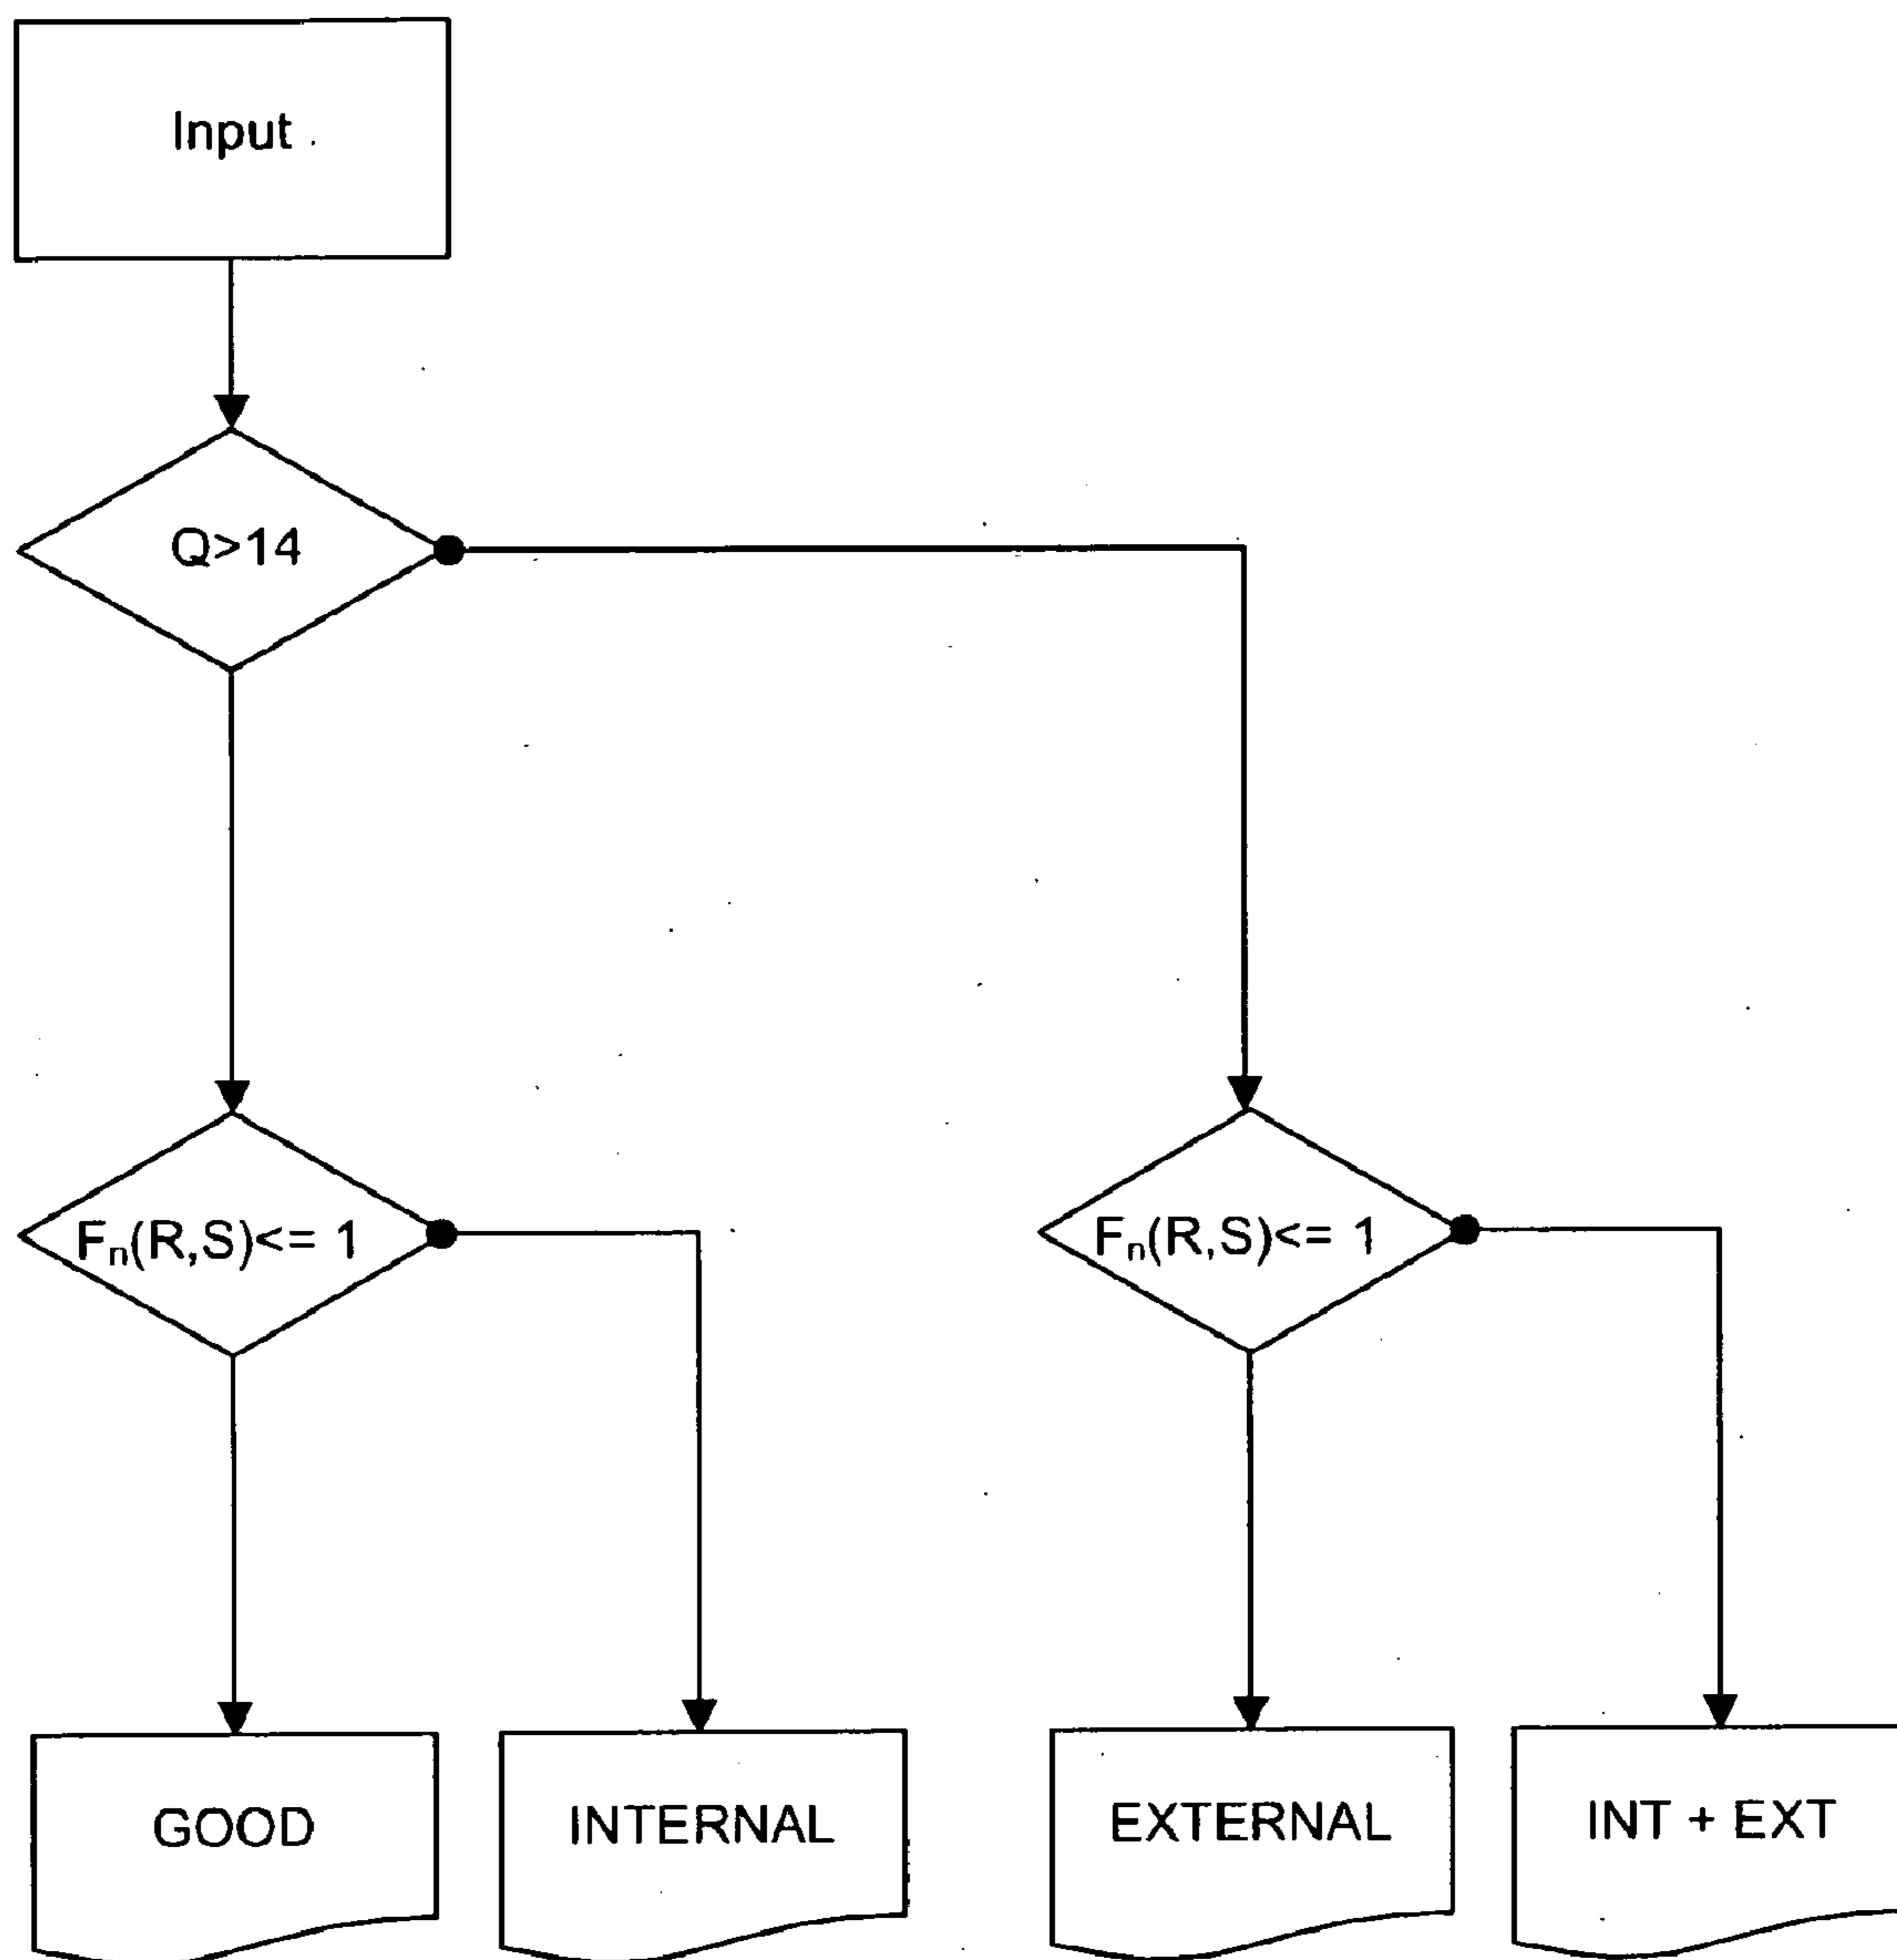 Input
Q>14
Fn(R,S)<= 1
Fn(R,S)<= 1
GOOD
INTERNAL
EXTERNAL
INT + EXT